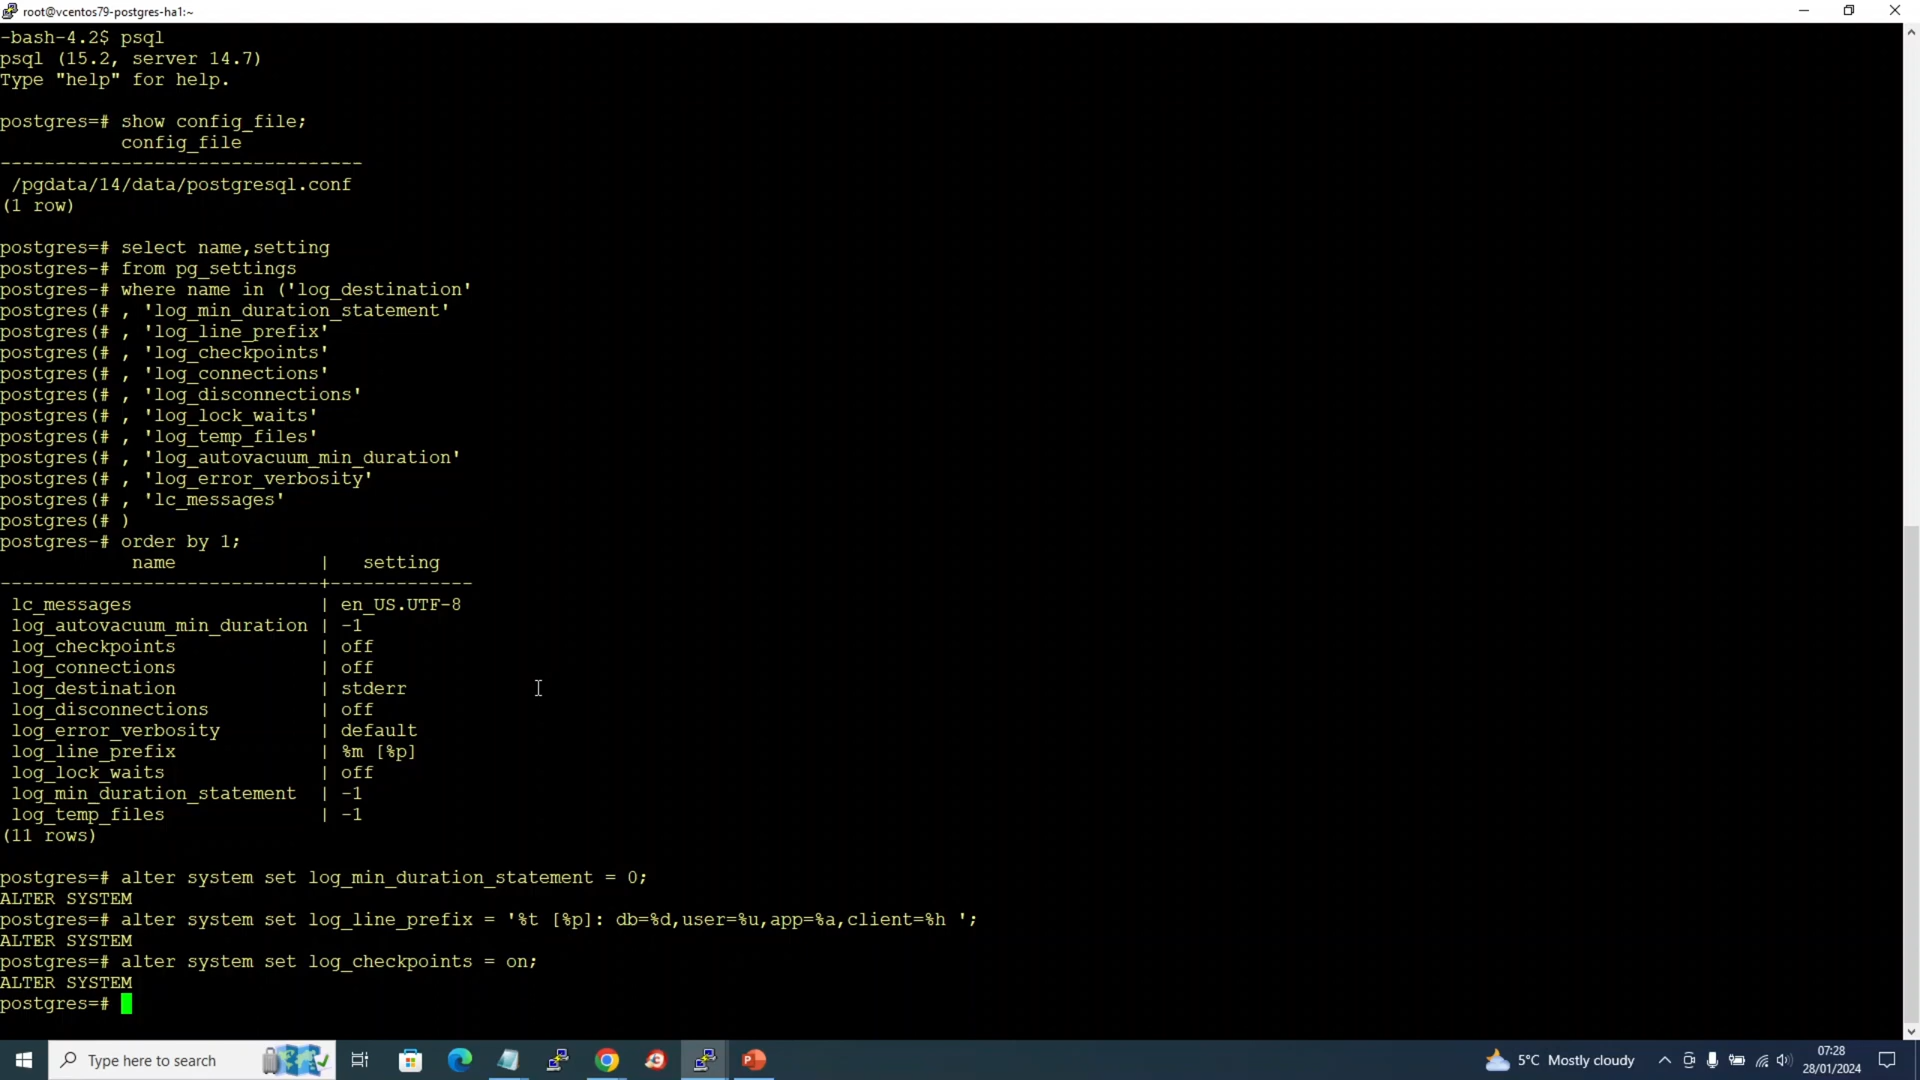 root@vcentos79-postgres-ha1:~
-bash-4.2$ psql
psql (15.2, server 14.7)
Type "help" for help.
postgres=# show config_file;
config_file
---------------------------------
/pgdata/14/data/postgresql.conf
(1 row)
postgres=# select name,setting
postgres-# from pg_settings
postgres-# where name in ('log_destination'
postgres(# , 'log_min_duration_statement'
postgres(# , 'log_line_prefix'
postgres(# , 'log_checkpoints'
postgres(# , 'log_connections'
postgres(# , 'log_disconnections'
postgres(# , 'log_lock_waits'
postgres(# , 'log_temp_files'
postgres(# , 'log_autovacuum_min_duration'
postgres(# , 'log_error_verbosity'
postgres(# , 'lc_messages'
postgres(# )
postgres-# order by 1;
name | setting
-----------------------------+-------------
lc_messages | en_US.UTF-8
log_autovacuum_min_duration | -1
log_checkpoints | off
log_connections | off
log_destination | stderr
log_disconnections | off
log_error_verbosity | default
log_line_prefix | %m [%p]
log_lock_waits | off
log_min_duration_statement | -1
log_temp_files | -1
(11 rows)
postgres=# alter system set log_min_duration_statement = 0;
ALTER SYSTEM
postgres=# alter system set log_line_prefix = '%t [%p]: db=%d,user=%u,app=%a,client=%h ';
ALTER SYSTEM
postgres=# alter system set log_checkpoints = on;
ALTER SYSTEM
postgres=#
Type here to search
5°C Mostly cloudy
07:28
28/01/2024